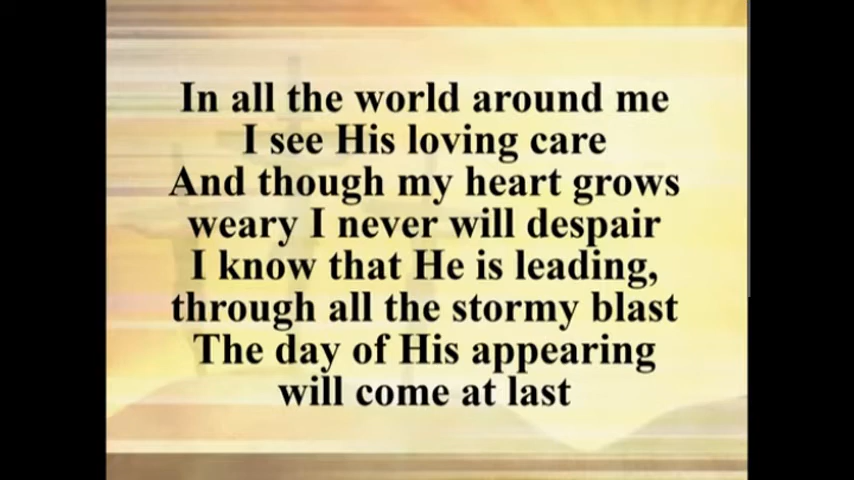 In all the world around me
I see His loving care
And though my heart grows
weary I never will despair
I know that He is leading,
through all the stormy blast
The day of His appearing
will come at last